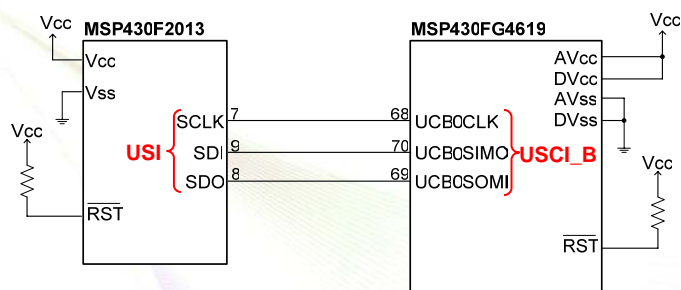 MSP430F2013
MSP430FG4619
Vcc
Vcc
Vcc
AVcc
DVcc
Vss
AVss
DVss
SCLK 7 68 UCB0CLK
Vcc
USI
SDI 9 70 UCB0SIMO
USCI_B
Vcc
SDO 8 69 UCB0SOMI
RST
RST